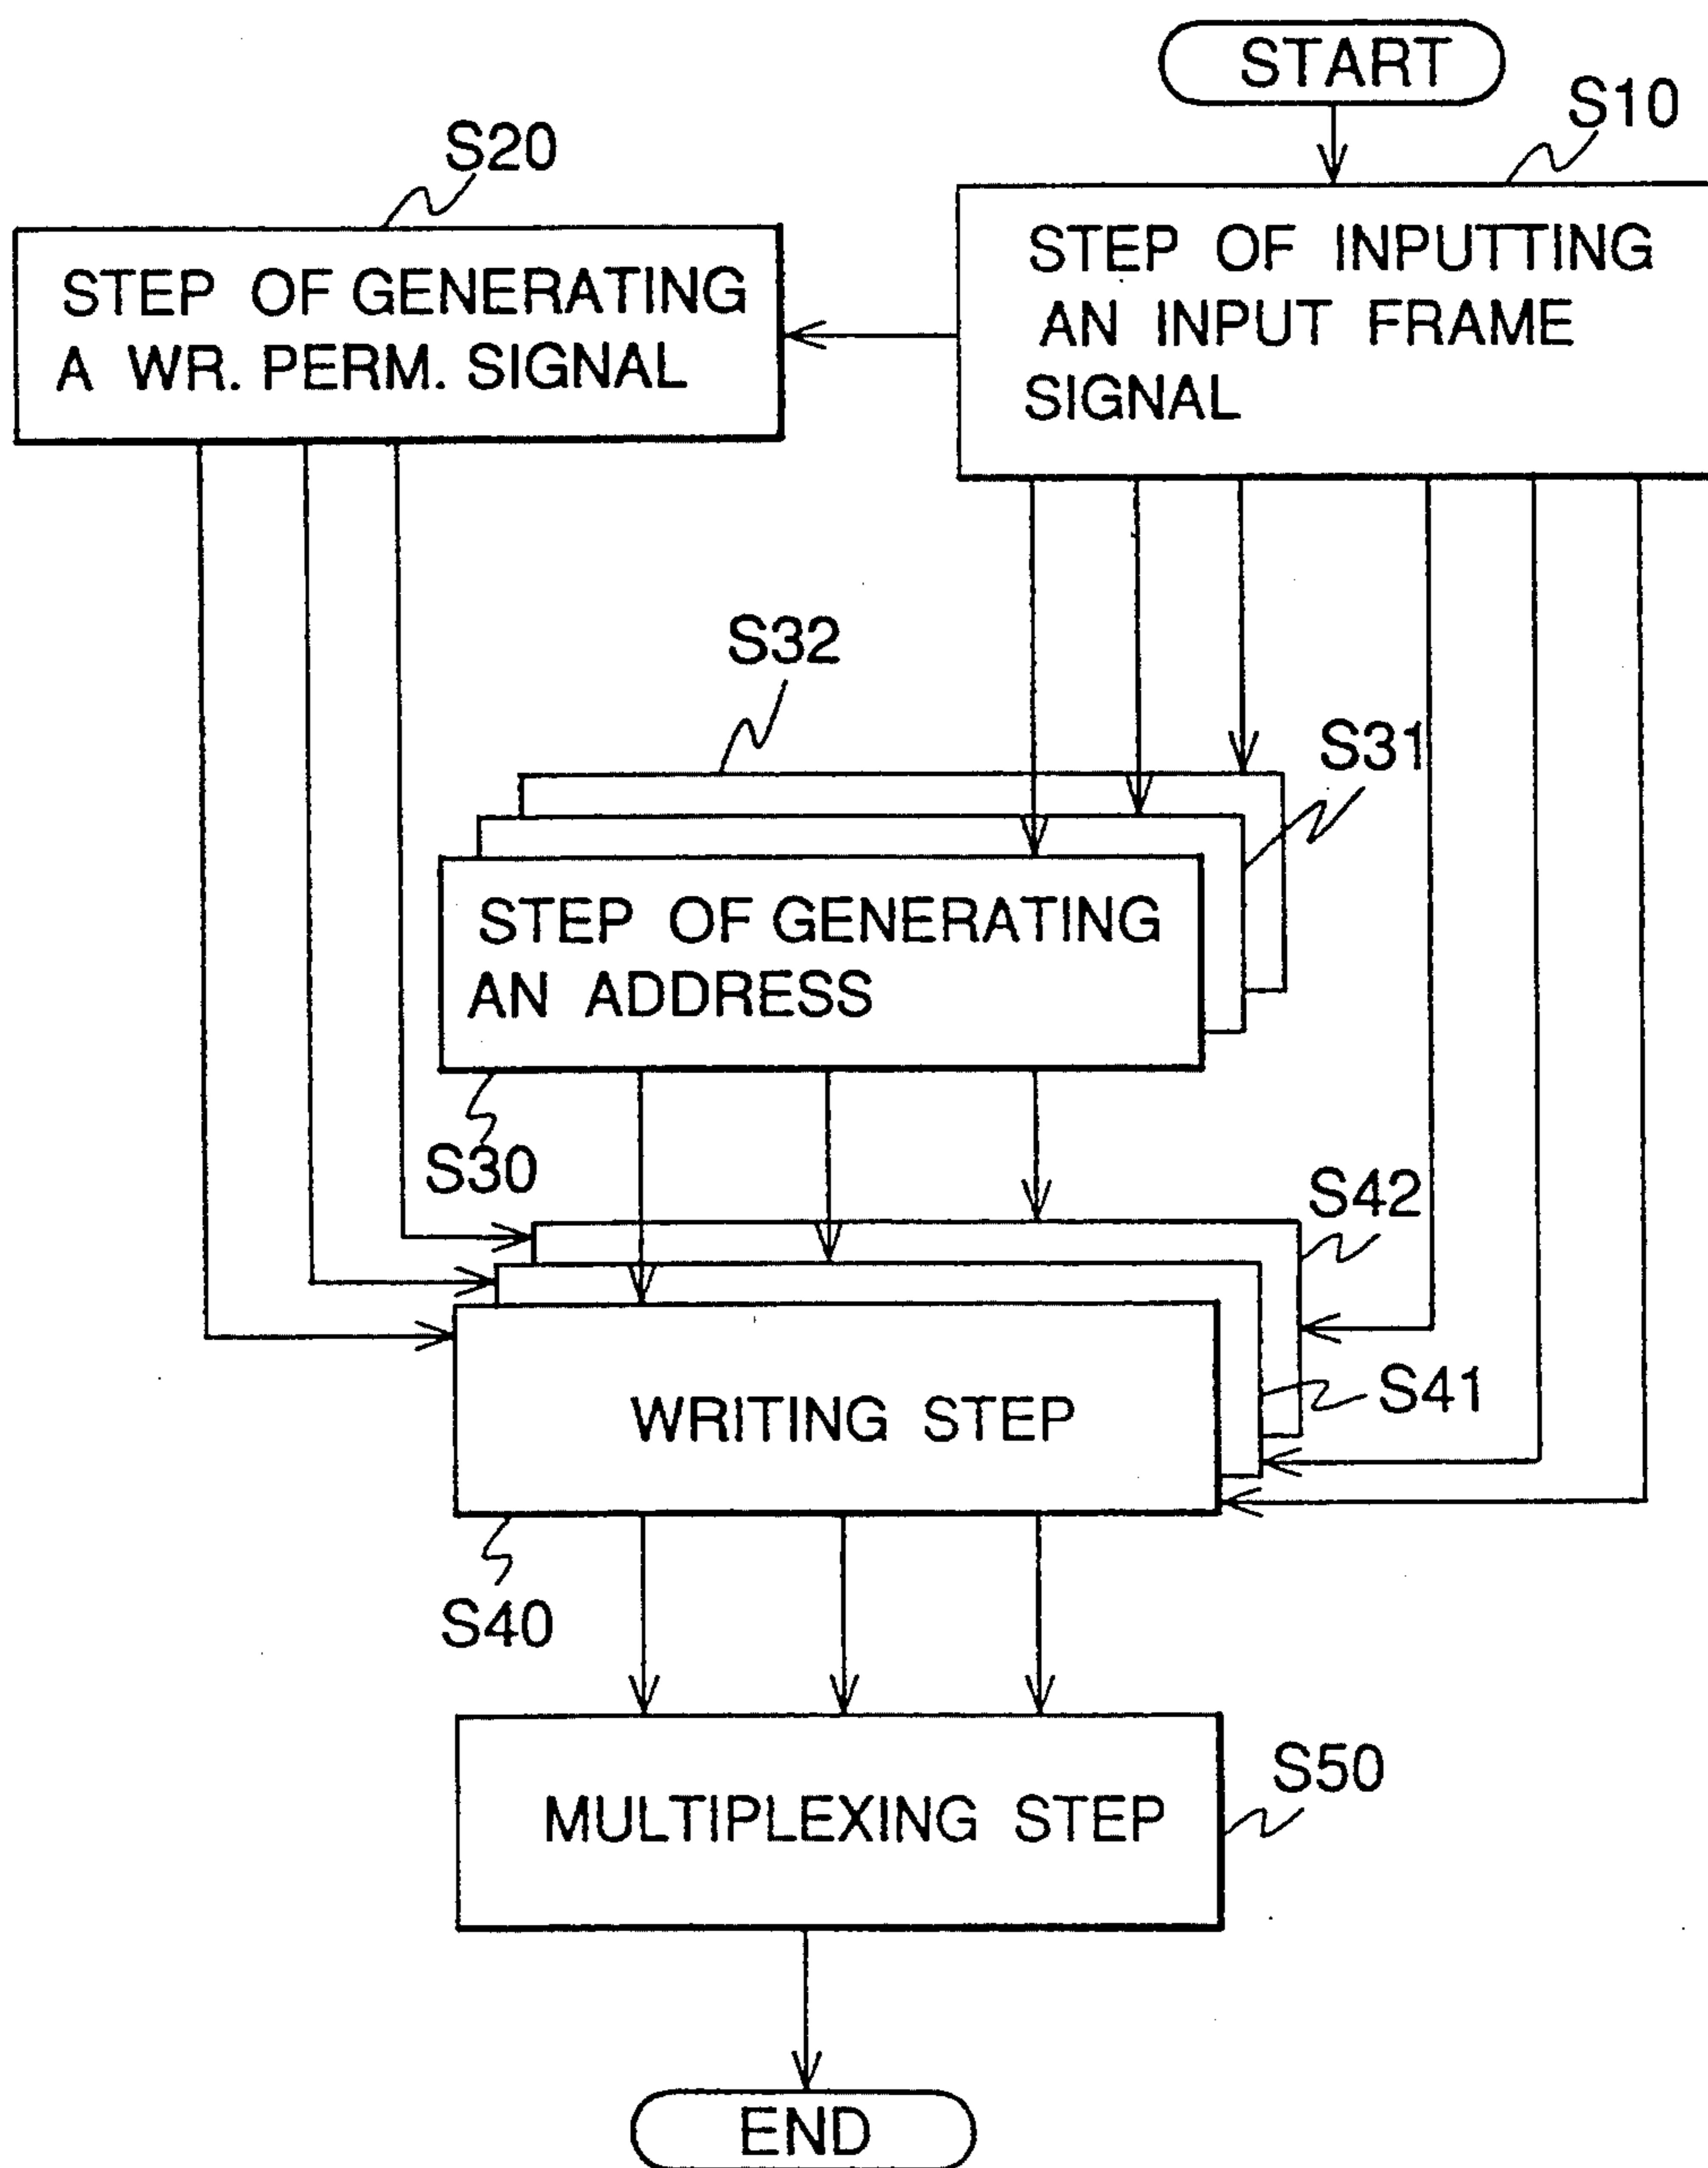 START
S10
S20
STEP OF INPUTTING
AN INPUT FRAME
SIGNAL
STEP OF GENERATING
A WR. PERM. SIGNAL
S32
S31
STEP OF GENERATING
AN ADDRESS
S30
S42
S41
WRITING STEP
S40
S50
MULTIPLEXING STEP
END